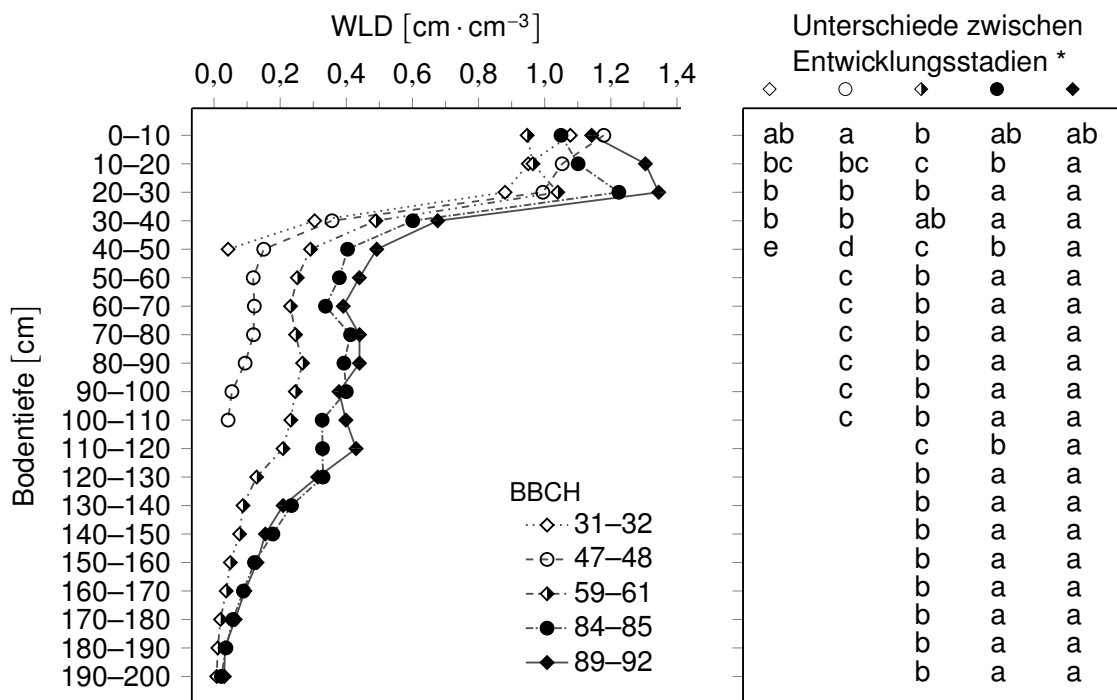 WLD [cm · cm⁻³]
0,0 0,2 0,4 0,6 0,8 1,0 1,2 1,4
Unterschiede zwischen
Entwicklungsstadien *
Bodentiefe [cm]
0–10 ab a b ab ab
10–20 bc bc c b a
20–30 b b b a a
30–40 b b ab a a
40–50 e d c b a
50–60 c b a a
60–70 c b a a
70–80 c b a a
80–90 c b a a
90–100 c b a a
100–110 c b a a
110–120 c b a
120–130 b a a
130–140 b a a
140–150 b a a
150–160 b a a
160–170 b a a
170–180 b a a
180–190 b a a
190–200 b a a
BBCH
31–32
47–48
59–61
84–85
89–92